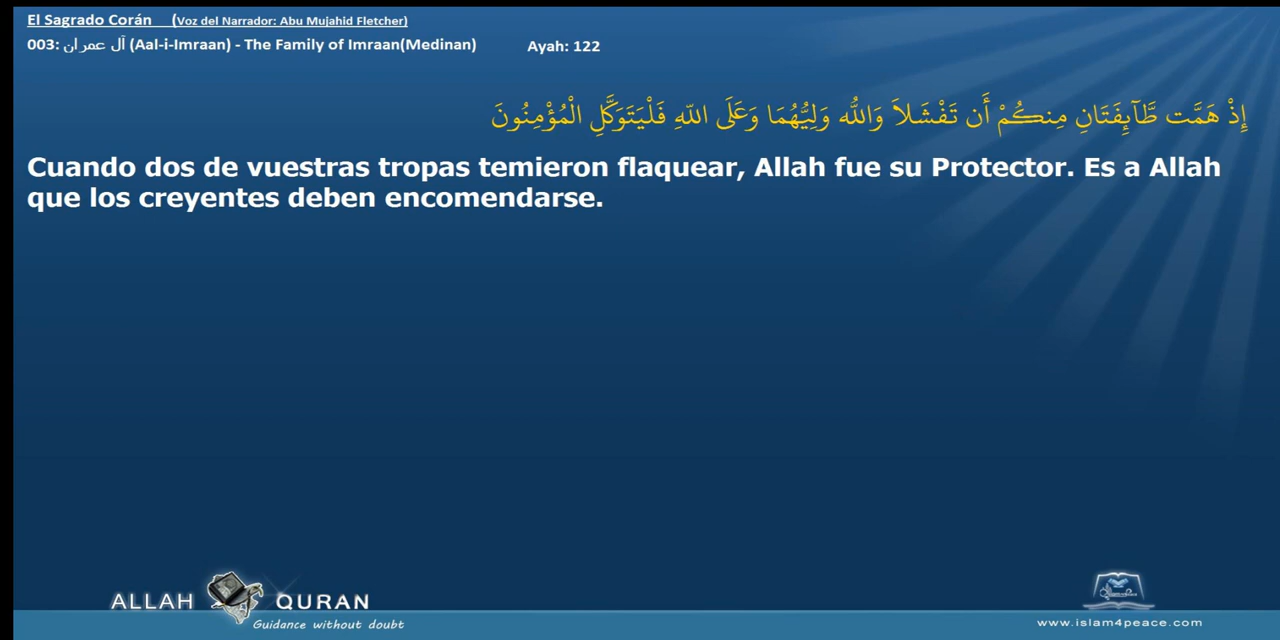 El Sagrado Corán (Voz del Narrador: Abu Mujahid Fletcher)
003: آل عمران (Aal-i-Imraan) - The Family of Imraan(Medinan) Ayah: 122
إِذْ هَمَّت طَّآئِفَتَانِ مِنكُمْ أَن تَفْشَلاَ وَاللّهُ وَلِيُّهُمَا وَعَلَى اللّهِ فَلْيَتَوَكَّلِ الْمُؤْمِنُونَ
Cuando dos de vuestras tropas temieron flaquear, Allah fue su Protector. Es a Allah
que los creyentes deben encomendarse.
ALLAH QURAN
Guidance without doubt
www.islam4peace.com